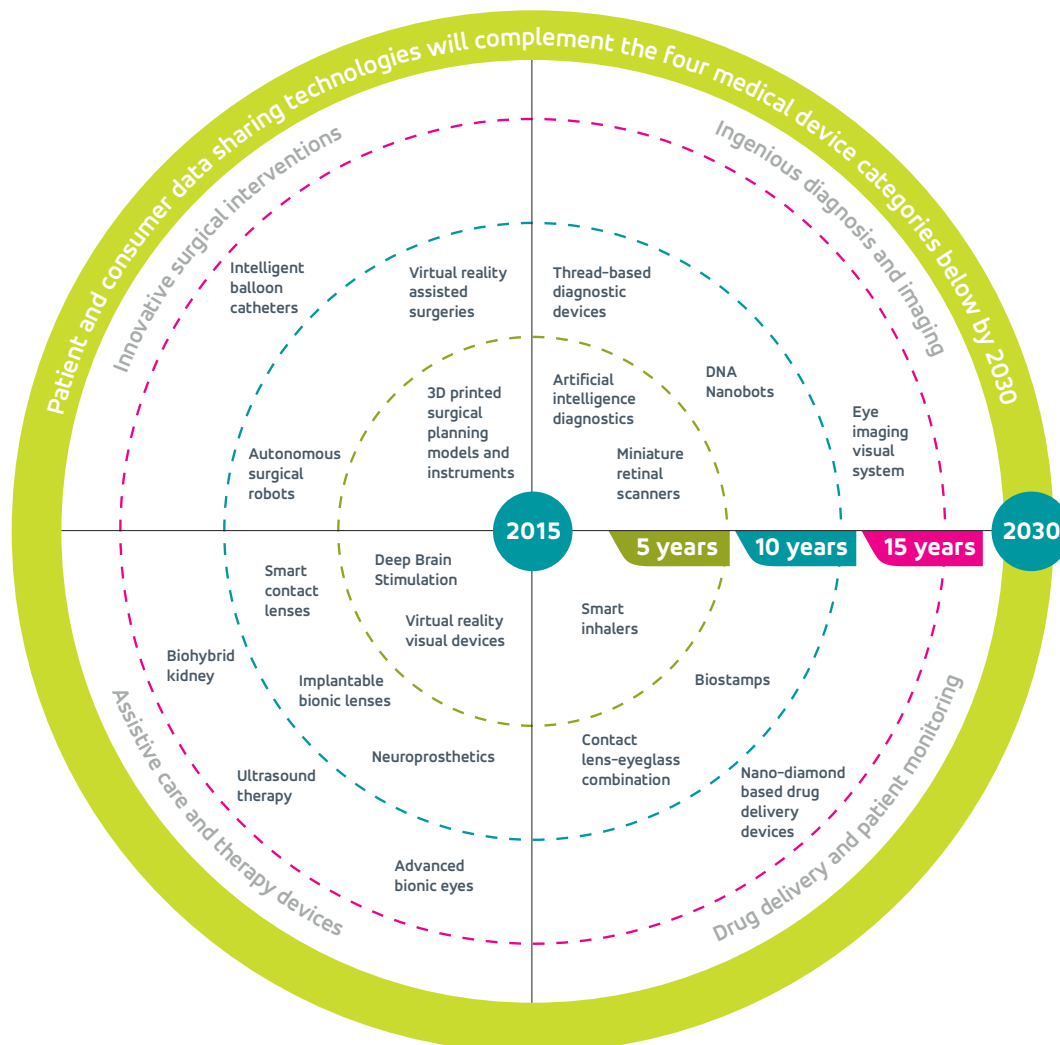 Patient and consumer data sharing technologies will complement the four medical device categories below by 2030
Innovative surgical interventions
Ingenious diagnosis and imaging
Intelligent
balloon
catheters
Virtual reality
assisted
surgeries
3D printed
surgical
planning
models and
instruments
Autonomous
surgical
robots
Thread-based
diagnostic
devices
Artificial
intelligence
diagnostics
DNA
Nanobots
Miniature
retinal
scanners
Eye
imaging
visual
system
2015
5 years
10 years
15 years
2030
Deep Brain
Stimulation
Smart
contact
lenses
Virtual reality
visual devices
Biohybrid
kidney
Implantable
bionic lenses
Neuroprosthetics
Ultrasound
therapy
Advanced
bionic eyes
Smart
inhalers
Biostamps
Contact
lens-eyeglass
combination
Nano-diamond
based drug
delivery
devices
Assistive care and therapy devices
Drug delivery and patient monitoring